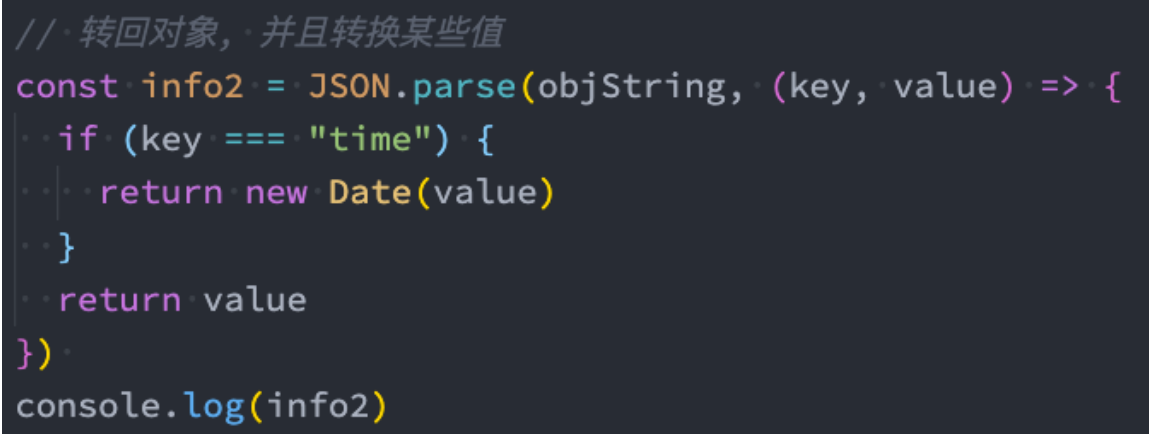 // 转回对象, 并且转换某些值
const info2 = JSON.parse(objString, (key, value) => {
  if (key === "time") {
    return new Date(value)
  }
  return value
})
console.log(info2)